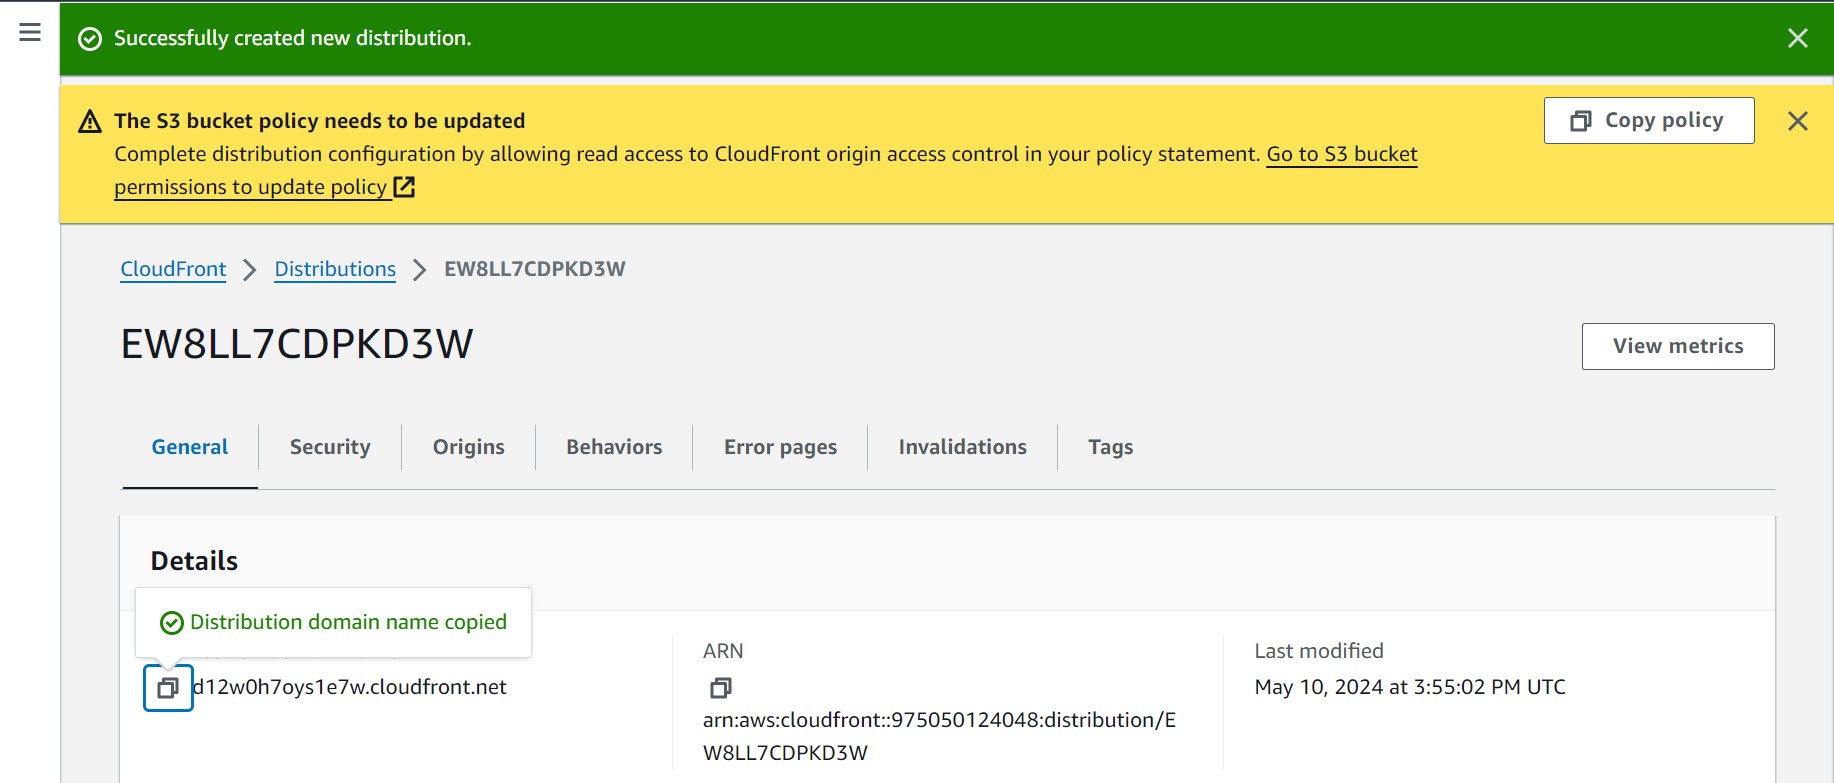 Successfully created new distribution.
The S3 bucket policy needs to be updated
Copy policy
Complete distribution configuration by allowing read access to CloudFront origin access control in your policy statement. Go to S3 bucket
permissions to update policy
CloudFront
Distributions
EW8LL7CDPKD3W
EW8LL7CDPKD3W
View metrics
General
Security
Origins
Behaviors
Error pages
Invalidations
Tags
Details
Distribution domain name copied
d12w0h7oys1e7w.cloudfront.net
ARN
arn:aws:cloudfront::975050124048:distribution/E
W8LL7CDPKD3W
Last modified
May 10, 2024 at 3:55:02 PM UTC